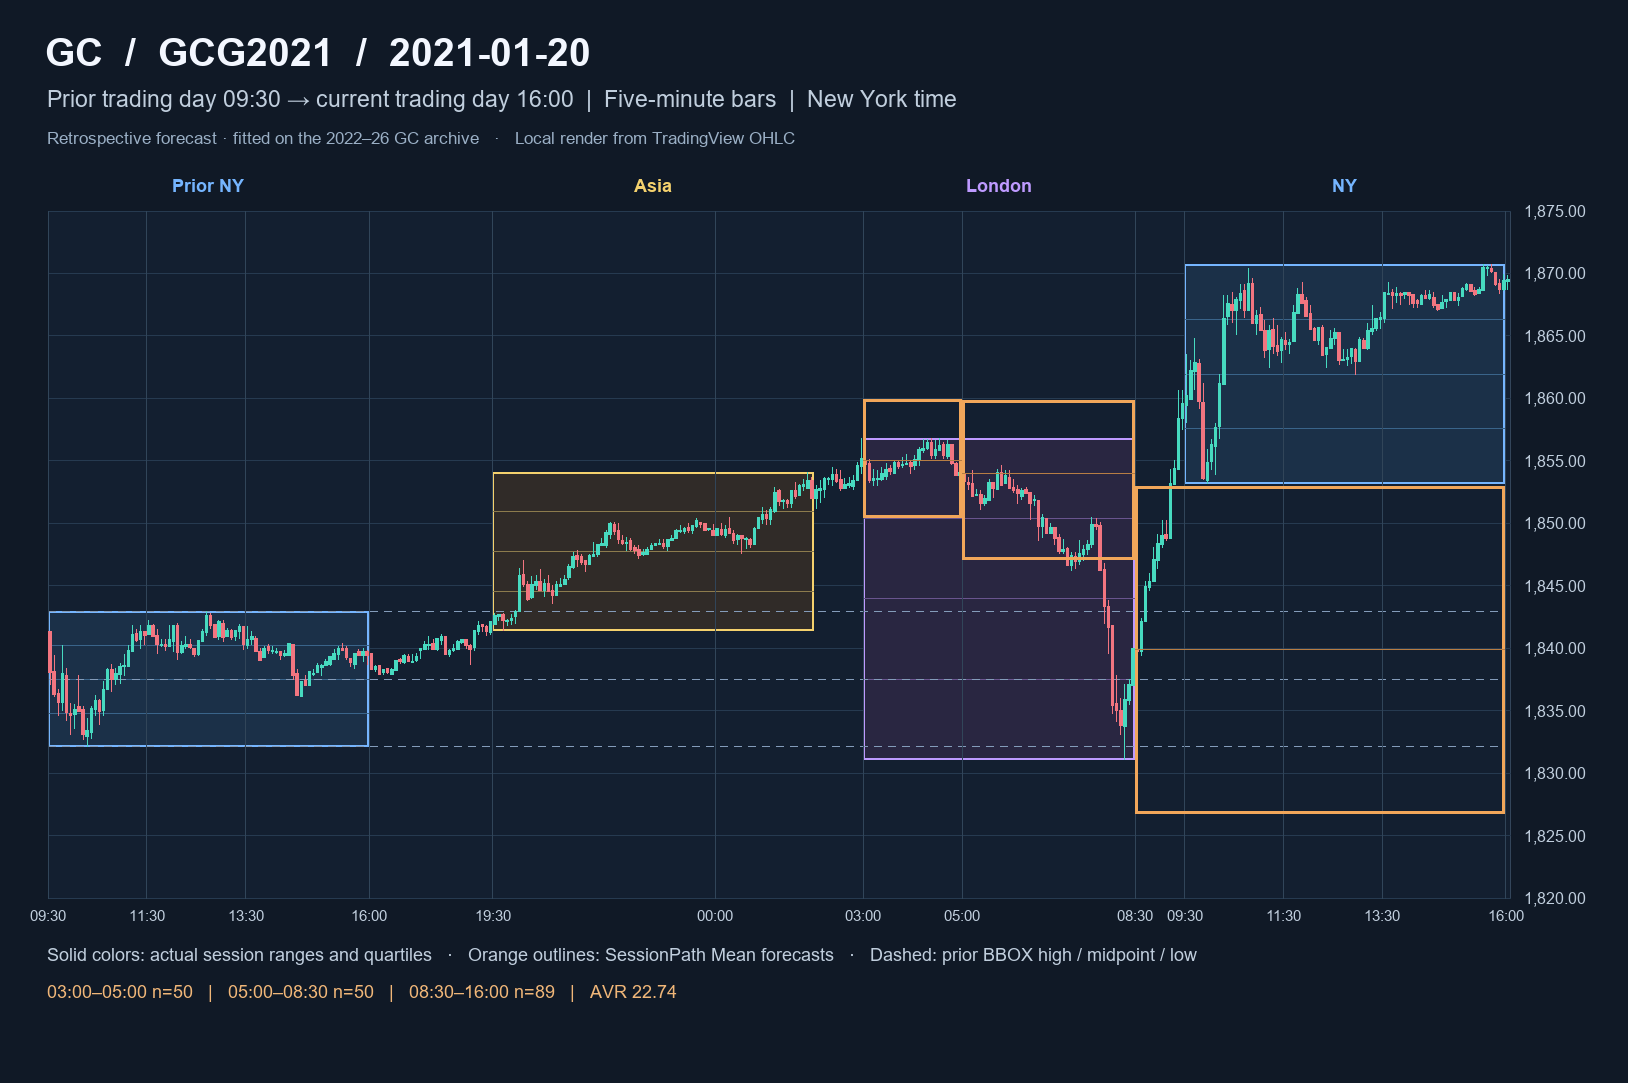 GC / GCG2021 / 2021-01-20
Prior trading day 09:30 → current trading day 16:00 | Five-minute bars | New York time
Retrospective forecast · fitted on the 2022–26 GC archive · Local render from TradingView OHLC
Prior NY Asia London NY
1,875.00
1,870.00
1,865.00
1,860.00
1,855.00
1,850.00
1,845.00
1,840.00
1,835.00
1,830.00
1,825.00
1,820.00
09:30 11:30 13:30 16:00 19:30 00:00 03:00 05:00 08:30 09:30 11:30 13:30 16:00
Solid colors: actual session ranges and quartiles · Orange outlines: SessionPath Mean forecasts · Dashed: prior BBOX high / midpoint / low
03:00–05:00 n=50 | 05:00–08:30 n=50 | 08:30–16:00 n=89 | AVR 22.74